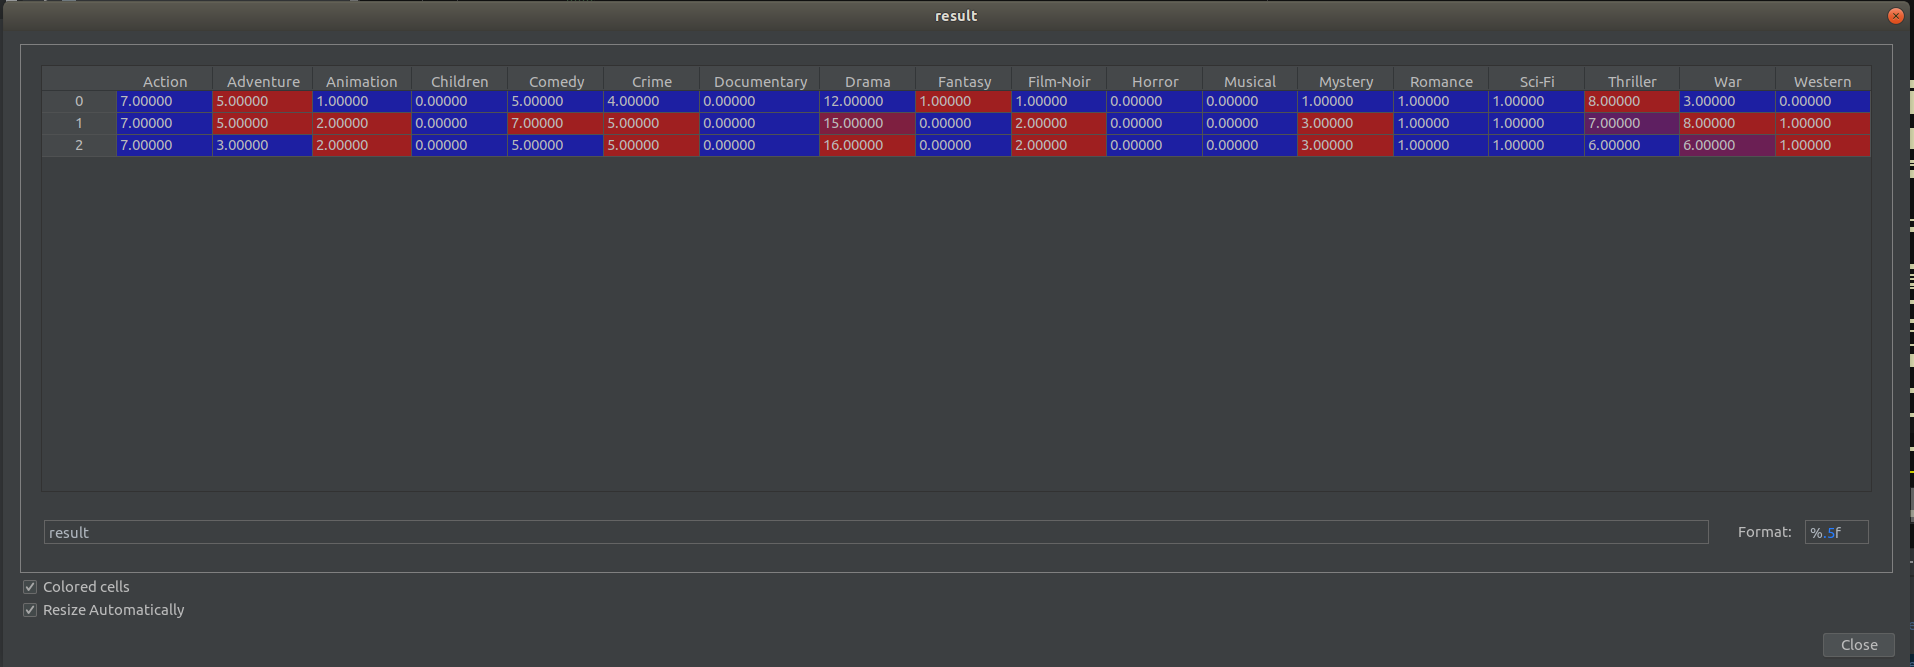 result
Action Adventure Animation Children Comedy Crime Documentary Drama Fantasy Film-Noir Horror Musical Mystery Romance Sci-Fi Thriller War Western
0 7.00000 5.00000 1.00000 0.00000 5.00000 4.00000 0.00000 12.00000 1.00000 1.00000 0.00000 0.00000 1.00000 1.00000 1.00000 8.00000 3.00000 0.00000
1 7.00000 5.00000 2.00000 0.00000 7.00000 5.00000 0.00000 15.00000 0.00000 2.00000 0.00000 0.00000 3.00000 1.00000 1.00000 7.00000 8.00000 1.00000
2 7.00000 3.00000 2.00000 0.00000 5.00000 5.00000 0.00000 16.00000 0.00000 2.00000 0.00000 0.00000 3.00000 1.00000 1.00000 6.00000 6.00000 1.00000
result Format: %.5f
Colored cells
Resize Automatically
Close